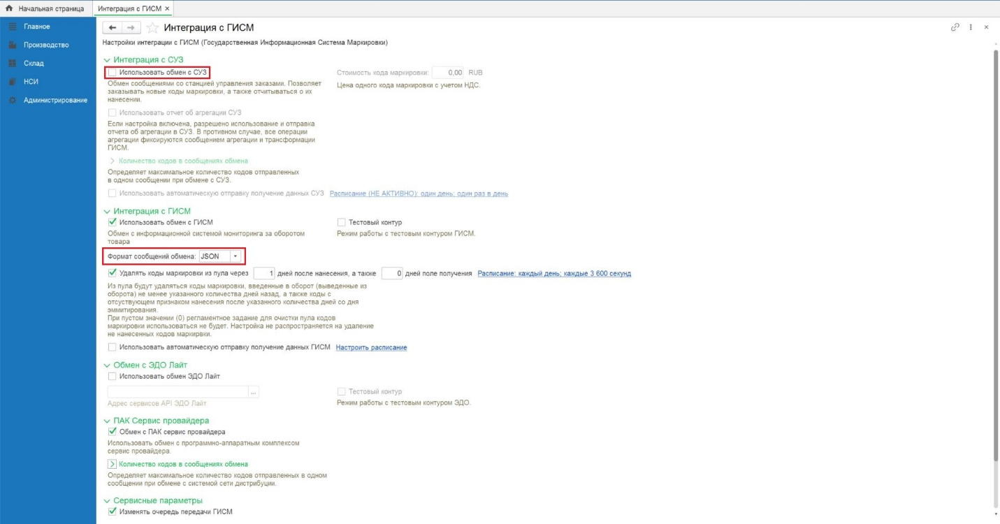 Начальная страница
Интеграция с ГИСМ ×
Главное
Производство
Склад
НСИ
Администрирование
Интеграция с ГИСМ
Настройки интеграции с ГИСМ (Государственная Информационная Система Маркировки)
Интеграция с СУЗ
Использовать обмен с СУЗ
Стоимость кода маркировки: 0,00 RUB
Обмен сообщениями со станцией управления заказами. Позволяет
заказывать новые коды маркировки, а также отчитываться о их
нанесении.
Цена одного кода маркировки с учетом НДС.
Использовать отчет об агрегации СУЗ
Если настройка включена, разрешено использование и отправка
отчета об агрегации в СУЗ. В противном случае, все операции
агрегации фиксируются сообщением агрегации и трансформации
ГИСМ.
Количество кодов в сообщениях обмена
Определяет максимальное количество кодов отправленных
в одном сообщении при обмене с СУЗ.
Использовать автоматическую отправку получение данных СУЗ Расписание (НЕ АКТИВНО): один день; один раз в день
Интеграция с ГИСМ
Использовать обмен с ГИСМ
Тестовый контур
Обмен с информационной системой мониторинга за оборотом
товара
Режим работы с тестовым контуром ГИСМ.
Формат сообщений обмена: JSON
Удалять коды маркировки из пула через 1 дней после нанесения, а также 0 дней поле получения Расписание: каждый день; каждые 3 600 секунд
Из пула будут удаляться коды маркировки, введенные в оборот (выведенные из
оборота) не менее указанного количества дней назад, а также коды с
отсуствующем признаком нанесения после указанного количества дней со дня
эммитирования.
При пустом значении (0) регламентное задание для очистки пула кодов
маркировки использоваться не будет. Настройка не распространяется на удаление
не нанесенных кодов маркирвки.
Использовать автоматическую отправку получение данных ГИСМ Настроить расписание
Обмен с ЭДО Лайт
Использовать обмен ЭДО Лайт
...
Тестовый контур
Адрес сервисов API ЭДО Лайт
Режим работы с тестовым контуром ЭДО.
ПАК Сервис провайдера
Обмен с ПАК сервис провайдера
Использовать обмен с программно-аппаратным комплексом
сервис провайдера.
Количество кодов в сообщениях обмена
Определяет максимальное количество кодов отправленных в одном
сообщении при обмене с системой сети дистрибуции.
Сервисные параметры
Изменять очередь передачи ГИСМ